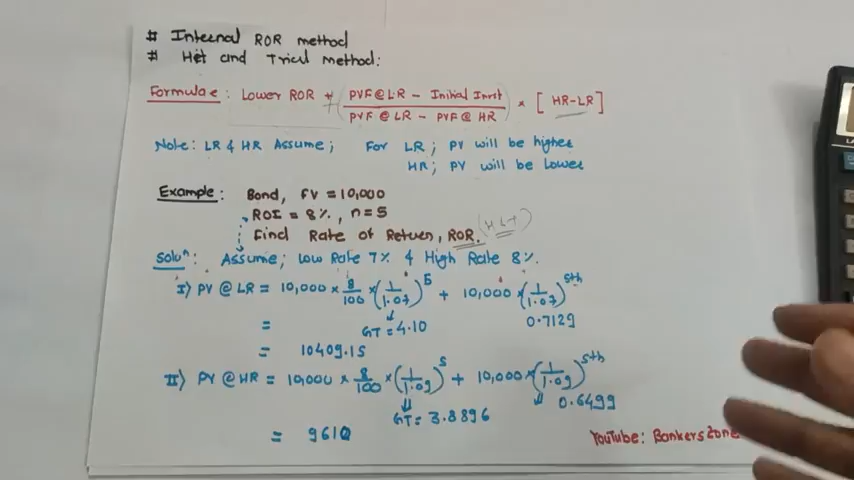 # Internal ROR method
# Het and Trial method:
Formulae: Lower ROR + (PVF@LR - Initial Invst / PVF @ LR - PVF @ HR) × [HR-LR]
Note: LR & HR Assume; For LR; PV will be higher
HR; PV will be Lower
Example: Bond, FV = 10,000
ROI = 8%, n=5
Find Rate of Return, ROR. (H&T)
Soluⁿ: Assume; Low Rate 7% & High Rate 8%.
I) PV @ LR = 10,000 × 8/100 × (1/1.07)^5 + 10,000 × (1/1.07)^5th
= GT = 4.10 0.7129
= 10409.15
II) PV @ HR = 10,000 × 8/100 × (1/1.09)^5 + 10,000 × (1/1.09)^5th
GT = 3.8896 0.6499
= 9610
YouTube: BankersZone